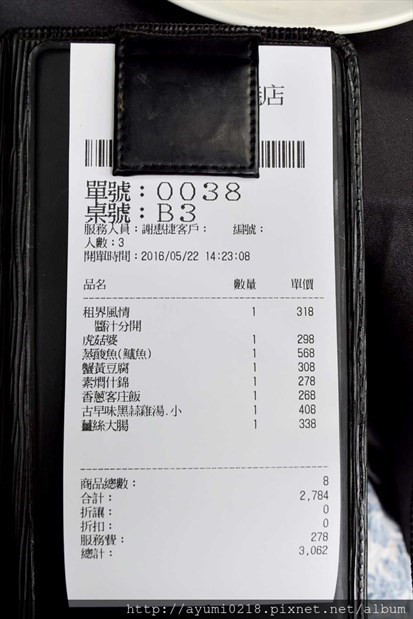 店
單號：0038
桌號：B3
服務人員：謝惠捷客戶： 編號：
人數：3
開單時間：2016/05/22 14:23:08
品名 數量 單價
租界風情 1 318
醬汁分開
虎菇婆 1 298
蒸酸魚(鱸魚) 1 568
蟹黃豆腐 1 308
素燜什錦 1 278
香蔥客庄飯 1 268
古早味黑蒜雞湯.小 1 408
鹹絲大腸 1 338
商品總數： 8
合計： 2,784
折讓： 0
折扣： 0
服務費： 278
總計： 3,062
http://ayumi0218.pixnet.net/album